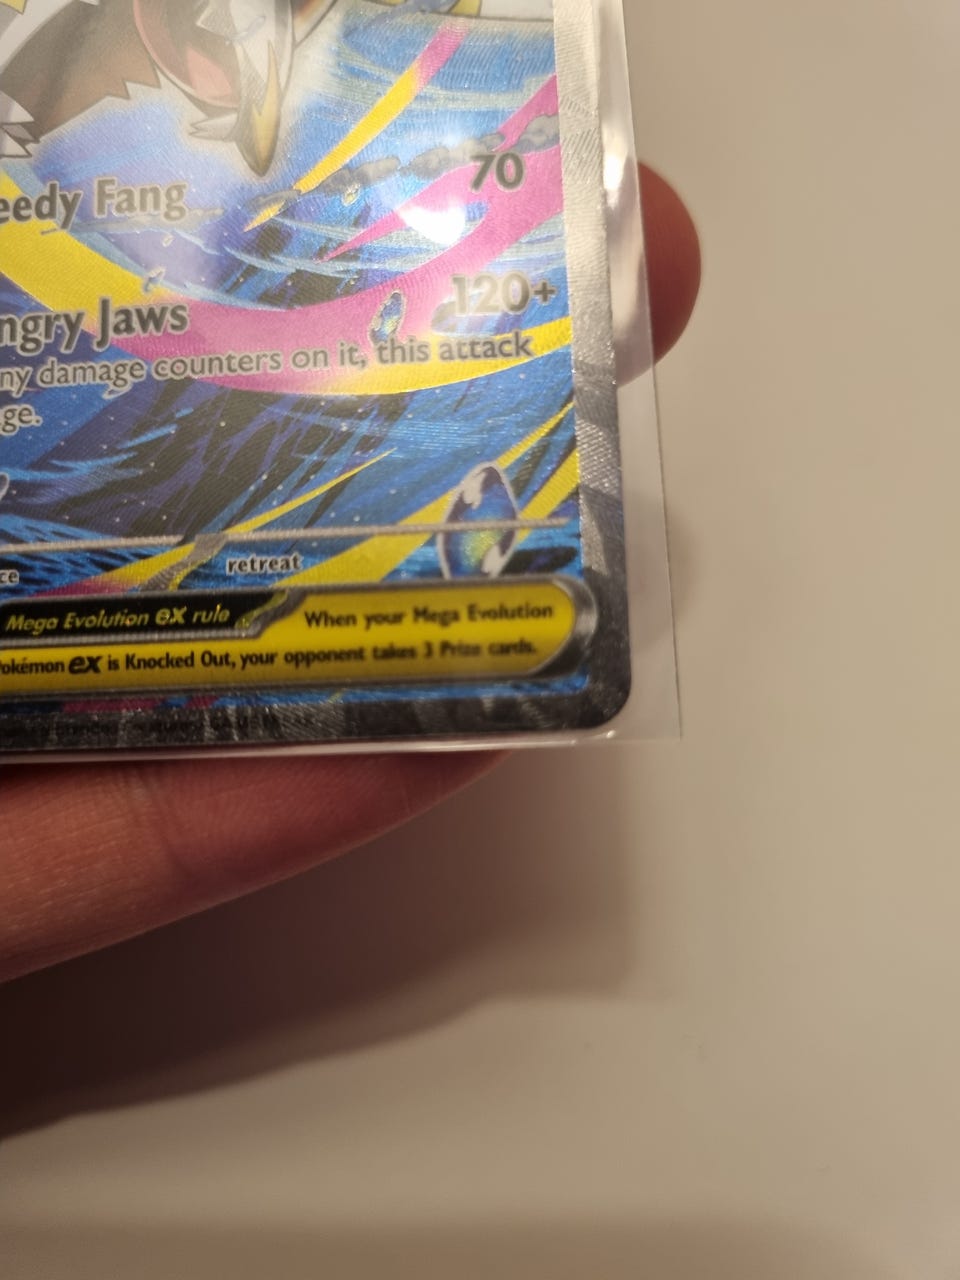 eedy Fang 70
ngry Jaws 120+
ny damage counters on it, this attack
ge.
ce retreat
Mega Evolution ex rule When your Mega Evolution
Pokémon ex is Knocked Out, your opponent takes 3 Prize cards.